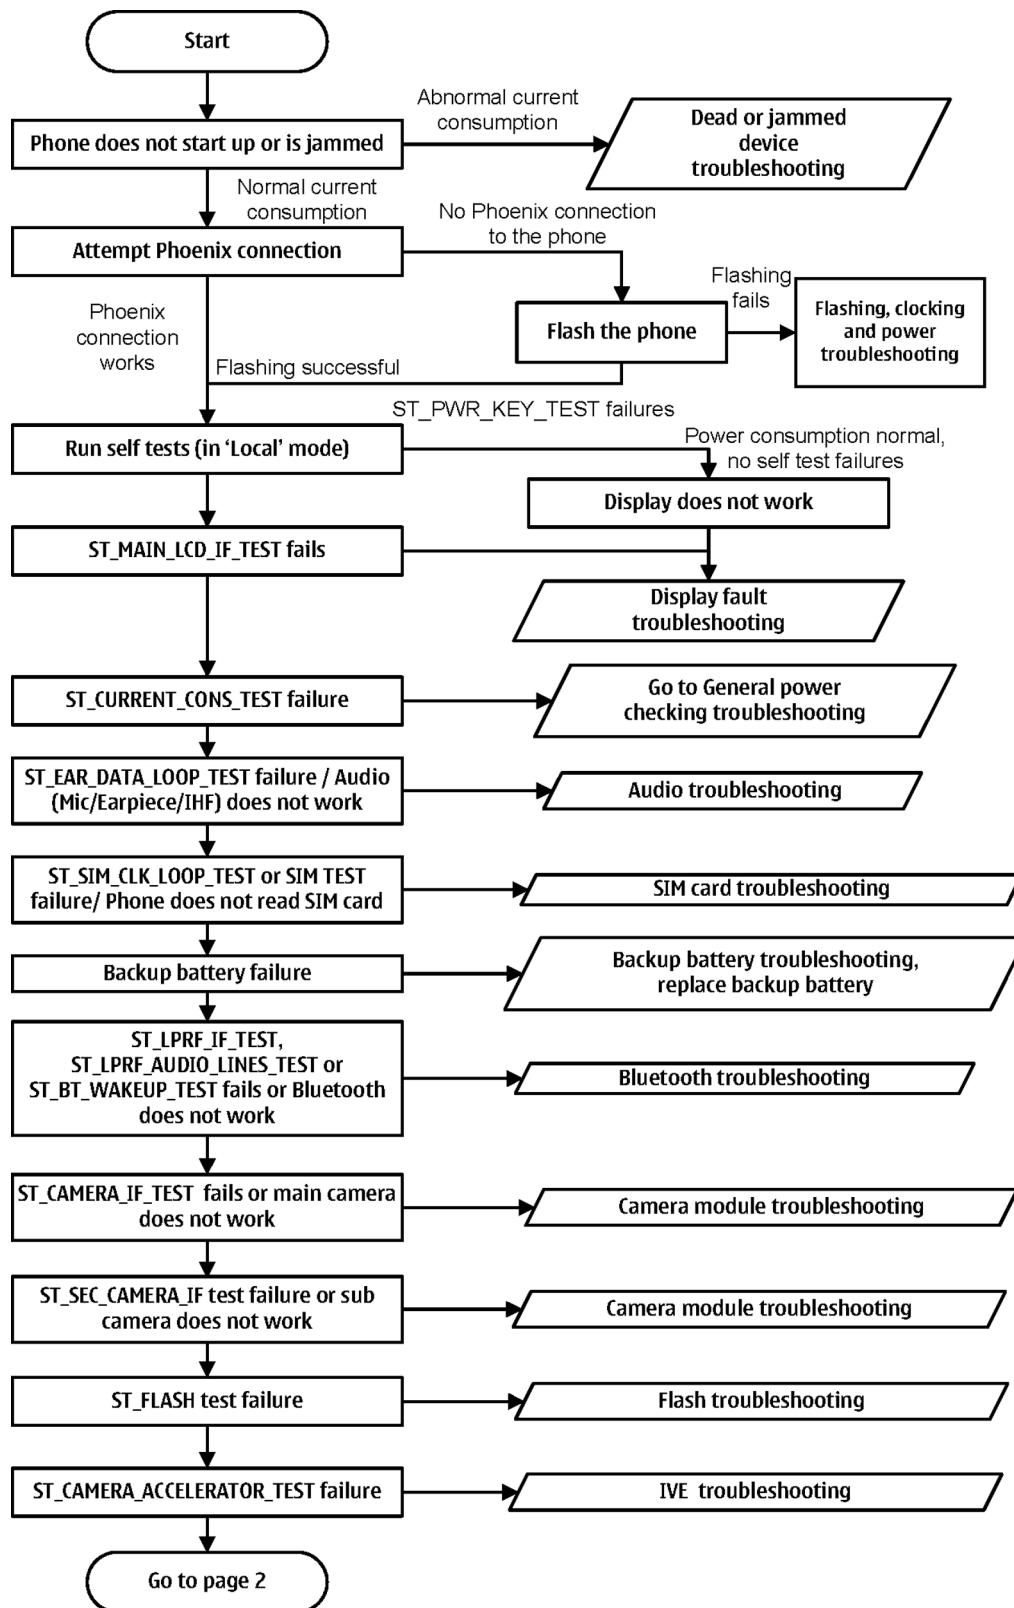 Start
Abnormal current
consumption
Phone does not start up or is jammed
Dead or jammed
device
troubleshooting
Normal current
consumption
No Phoenix connection
to the phone
Attempt Phoenix connection
Flashing
fails
Phoenix
connection
works
Flash the phone
Flashing, clocking
and power
troubleshooting
Flashing successful
ST_PWR_KEY_TEST failures
Run self tests (in ‘Local’ mode)
Power consumption normal,
no self test failures
Display does not work
ST_MAIN_LCD_IF_TEST fails
Display fault
troubleshooting
ST_CURRENT_CONS_TEST failure
Go to General power
checking troubleshooting
ST_EAR_DATA_LOOP_TEST failure / Audio
(Mic/Earpiece/IHF) does not work
Audio troubleshooting
ST_SIM_CLK_LOOP_TEST or SIM TEST
failure/ Phone does not read SIM card
SIM card troubleshooting
Backup battery failure
Backup battery troubleshooting,
replace backup battery
ST_LPRF_IF_TEST,
ST_LPRF_AUDIO_LINES_TEST or
ST_BT_WAKEUP_TEST fails or Bluetooth
does not work
Bluetooth troubleshooting
ST_CAMERA_IF_TEST fails or main camera
does not work
Camera module troubleshooting
ST_SEC_CAMERA_IF test failure or sub
camera does not work
Camera module troubleshooting
ST_FLASH test failure
Flash troubleshooting
ST_CAMERA_ACCELERATOR_TEST failure
IVE troubleshooting
Go to page 2